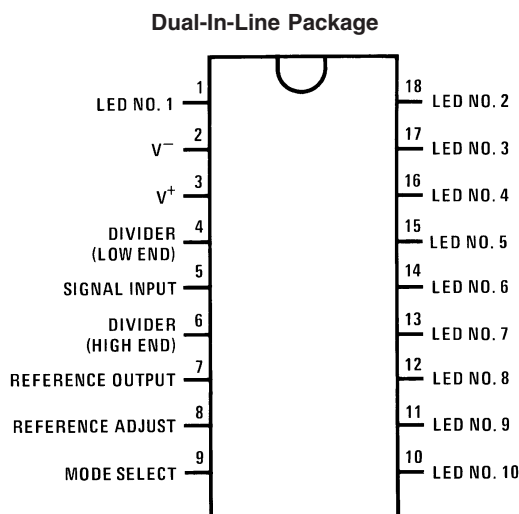 Dual-In-Line Package
LED NO. 1
1
18
LED NO. 2
V−
2
17
LED NO. 3
V+
3
16
LED NO. 4
DIVIDER
(LOW END)
4
15
LED NO. 5
SIGNAL INPUT
5
14
LED NO. 6
DIVIDER
(HIGH END)
6
13
LED NO. 7
REFERENCE OUTPUT
7
12
LED NO. 8
REFERENCE ADJUST
8
11
LED NO. 9
MODE SELECT
9
10
LED NO. 10